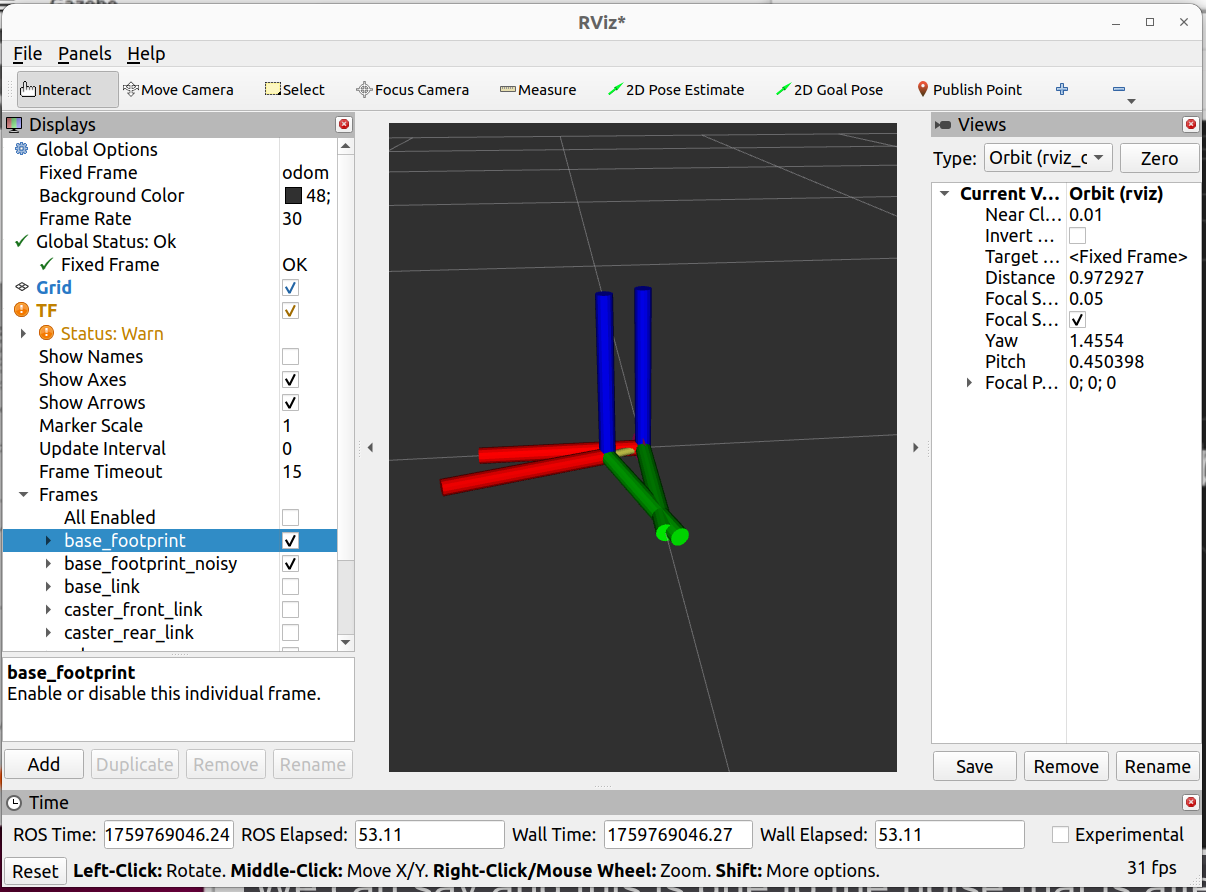 RViz*
File Panels Help
Interact Move Camera Select Focus Camera Measure 2D Pose Estimate 2D Goal Pose Publish Point
Displays
Global Options
Fixed Frame odom
Background Color 48;
Frame Rate 30
Global Status: Ok
Fixed Frame OK
Grid
TF
Status: Warn
Show Names
Show Axes
Show Arrows
Marker Scale 1
Update Interval 0
Frame Timeout 15
Frames
All Enabled
base_footprint
base_footprint_noisy
base_link
caster_front_link
caster_rear_link
base_footprint
Enable or disable this individual frame.
Add Duplicate Remove Rename
Views
Type: Orbit (rviz_c Zero
Current V... Orbit (rviz)
Near Cl... 0.01
Invert ...
Target ... <Fixed Frame>
Distance 0.972927
Focal S... 0.05
Focal S...
Yaw 1.4554
Pitch 0.450398
Focal P... 0; 0; 0
Save Remove Rename
Time
ROS Time: 1759769046.24 ROS Elapsed: 53.11 Wall Time: 1759769046.27 Wall Elapsed: 53.11 Experimental
Reset Left-Click: Rotate. Middle-Click: Move X/Y. Right-Click/Mouse Wheel: Zoom. Shift: More options. 31 fps